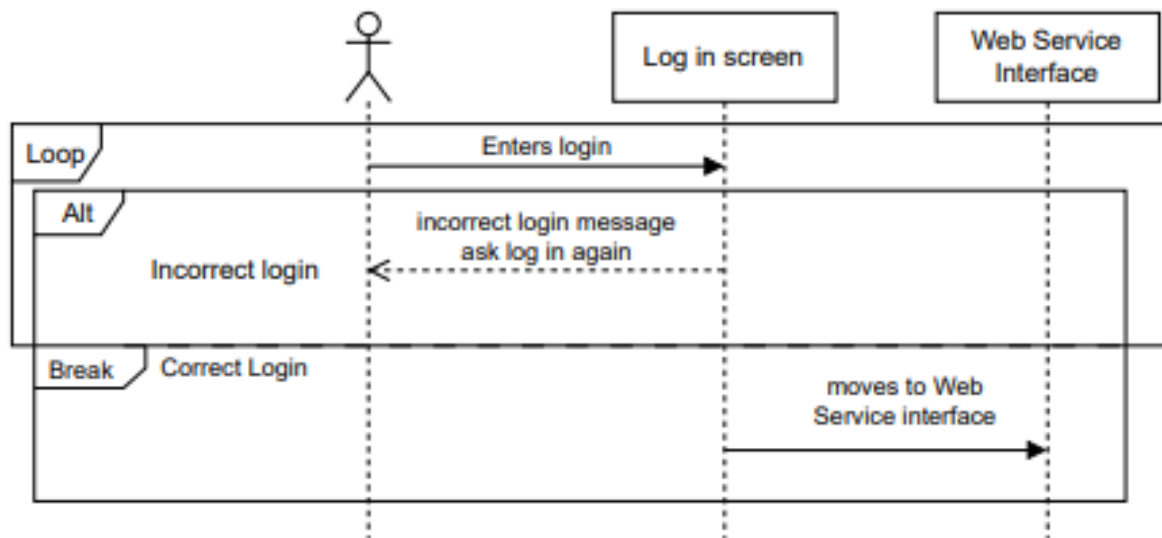 Log in screen
Web Service
Interface
Loop
Enters login
Alt
incorrect login message
ask log in again
Incorrect login
Break
Correct Login
moves to Web
Service interface